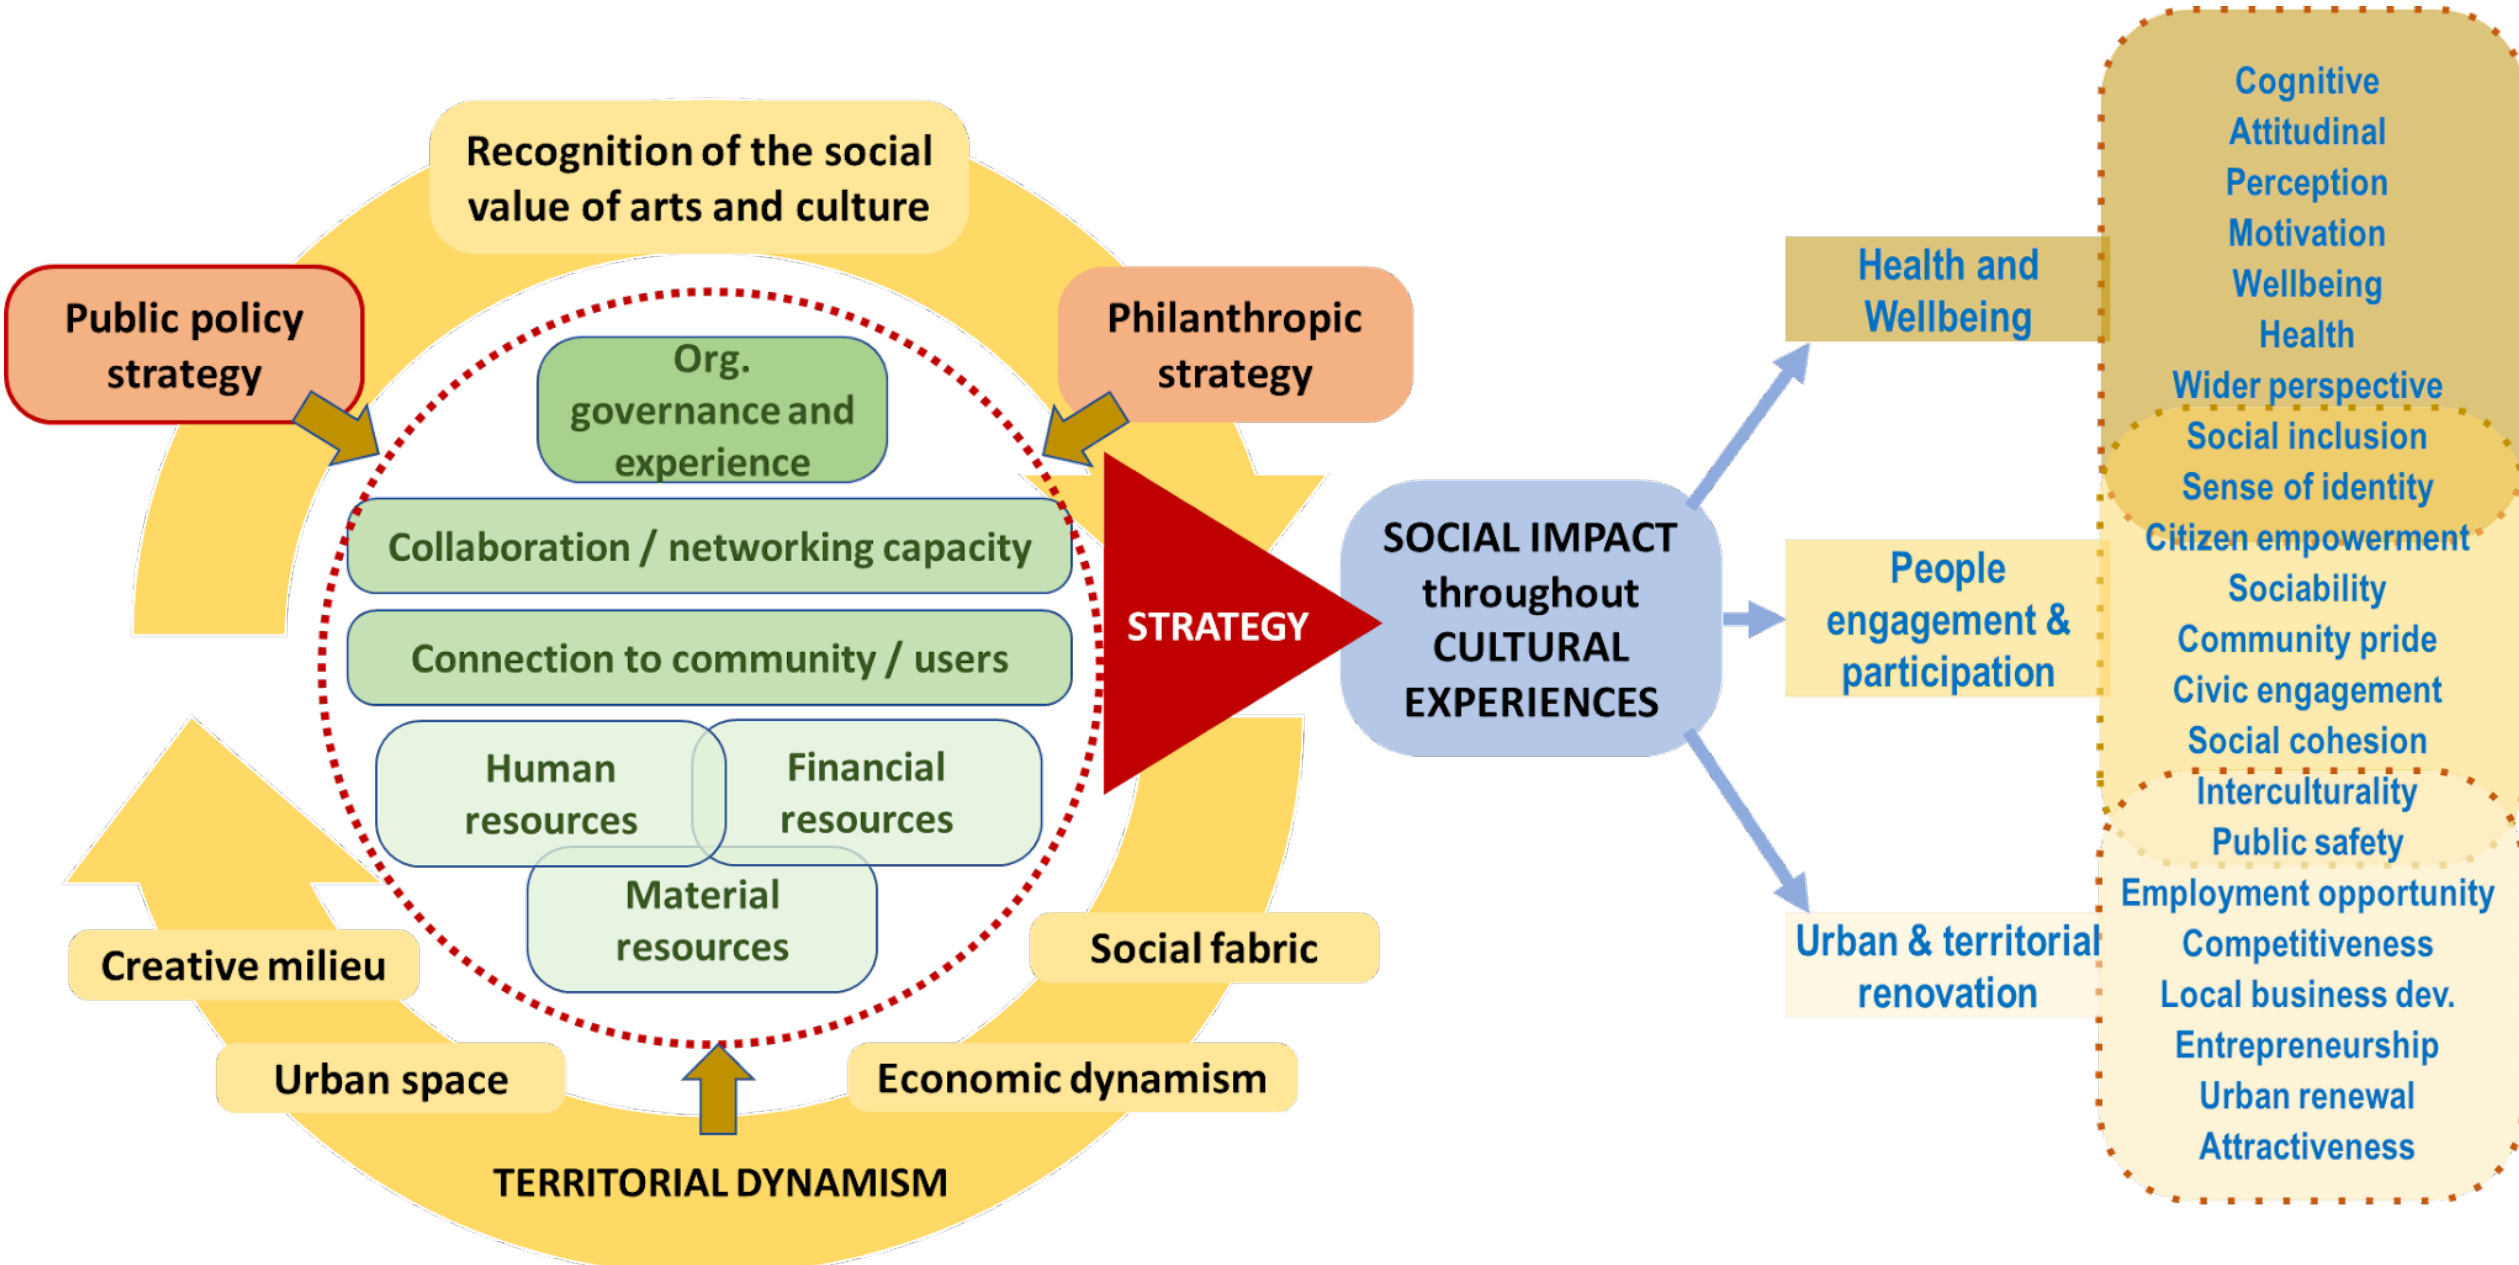 Recognition of the social
value of arts and culture
Public policy
strategy
Philanthropic
strategy
Org.
governance and
experience
Collaboration / networking capacity
Connection to community / users
Human
resources
Financial
resources
Material
resources
Creative milieu
Urban space
Social fabric
Economic dynamism
TERRITORIAL DYNAMISM
STRATEGY
SOCIAL IMPACT
throughout
CULTURAL
EXPERIENCES
Health and
Wellbeing
People
engagement &
participation
Urban & territorial
renovation
Cognitive
Attitudinal
Perception
Motivation
Wellbeing
Health
Wider perspective
Social inclusion
Sense of identity
Citizen empowerment
Sociability
Community pride
Civic engagement
Social cohesion
Interculturality
Public safety
Employment opportunity
Competitiveness
Local business dev.
Entrepreneurship
Urban renewal
Attractiveness